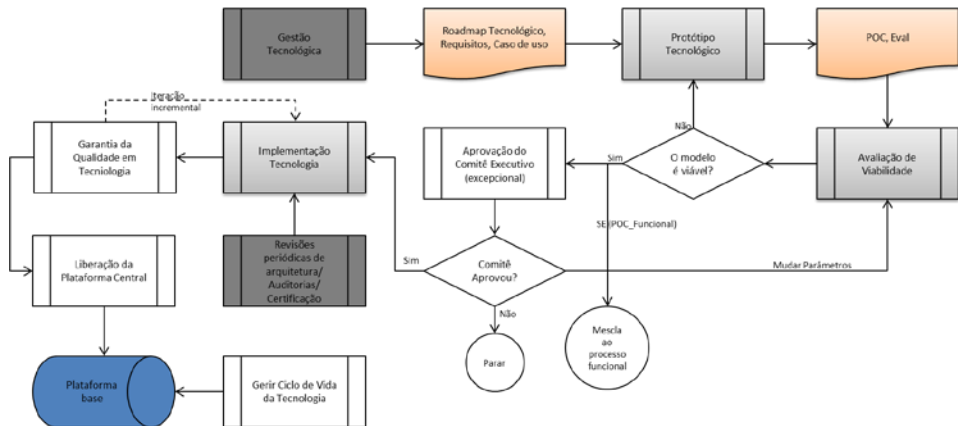 Gestão
Tecnológica
Roadmap Tecnológico,
Requisitos, Caso de uso
Protótipo
Tecnológico
POC, Eval
Iteração
incremental
Garantia da
Qualidade em
Tecniologia
Implementação
Tecnologia
Aprovação do
Comitê Executivo
(excepcional)
Sim
Não
O modelo
é viável?
Avaliação de
Viabilidade
SE(POC_Funcional)
Liberação da
Plataforma Central
Revisões
periódicas de
arquitetura/
Auditorias/
Certificação
Sim
Comitê
Aprovou?
Mudar Parâmetros
Não
Parar
Mescla
ao
processo
funcional
Plataforma
base
Gerir Ciclo de Vida
da Tecnologia